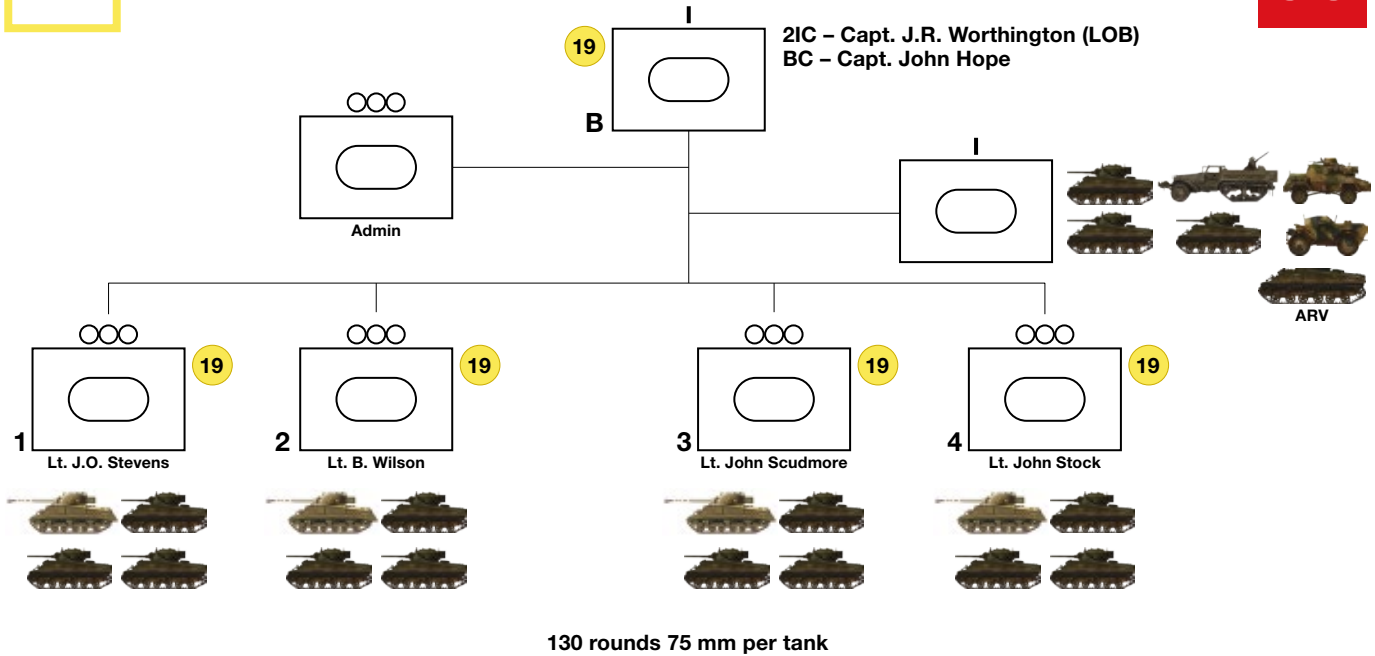 I
19
2IC – Capt. J.R. Worthington (LOB)
BC – Capt. John Hope
B
Admin
I
ARV
19
1
Lt. J.O. Stevens
19
2
Lt. B. Wilson
19
3
Lt. John Scudmore
19
4
Lt. John Stock
130 rounds 75 mm per tank